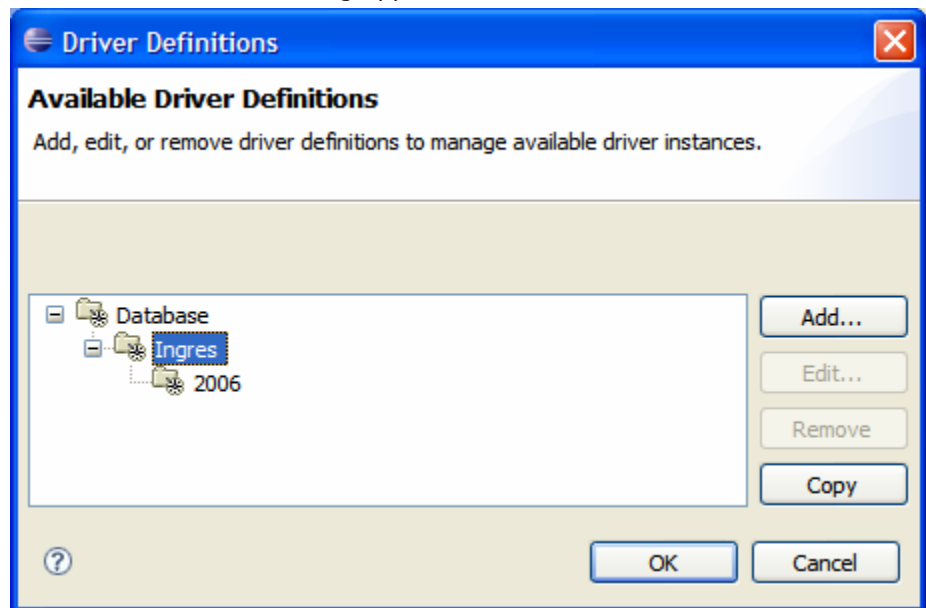 Driver Definitions
Available Driver Definitions
Add, edit, or remove driver definitions to manage available driver instances.
Database
Ingres
2006
Add...
Edit...
Remove
Copy
?
OK
Cancel